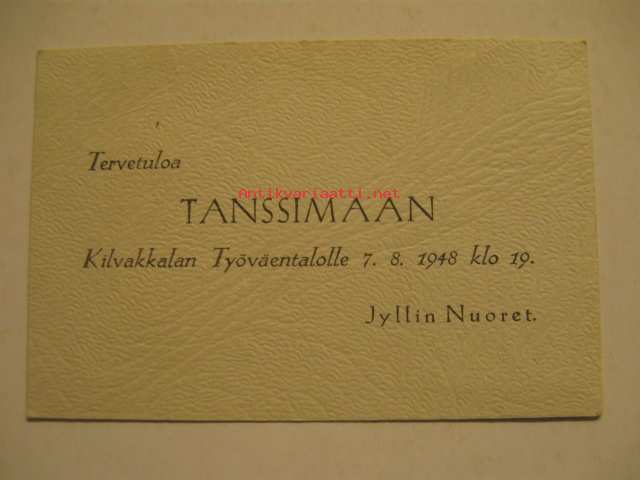 Tervetuloa
TANSSIMAAN
Antikvariaatti.net
Kilvakkalan Työväentalolle 7. 8. 1948 klo 19.
Jyllin Nuoret.